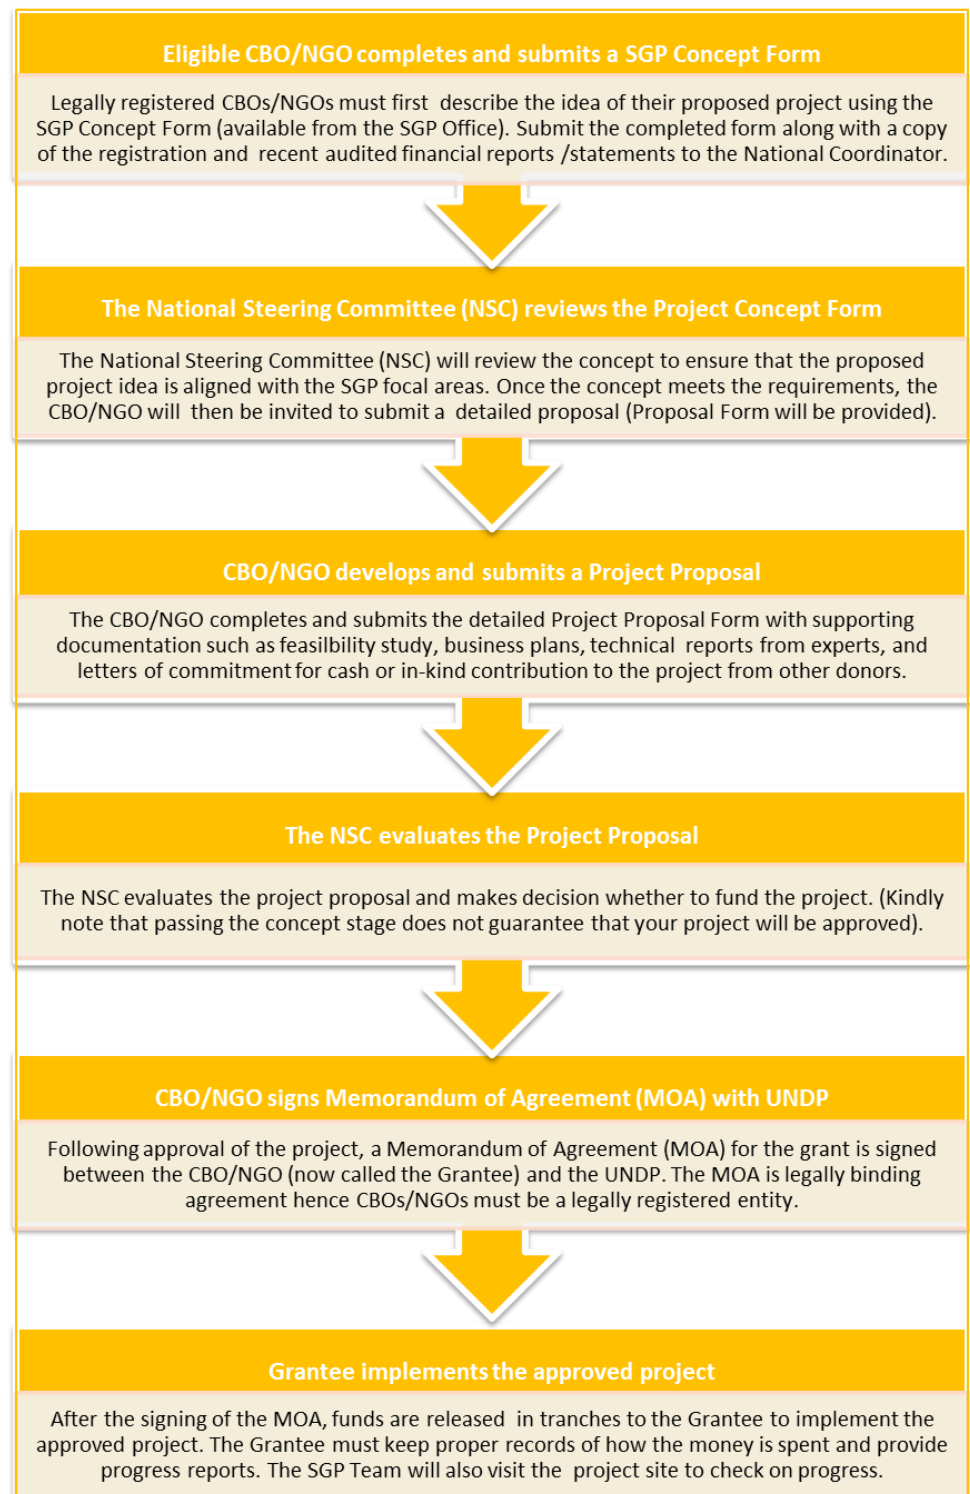 Eligible CBO/NGO completes and submits a SGP Concept Form
Legally registered CBOs/NGOs must first describe the idea of their proposed project using the
SGP Concept Form (available from the SGP Office). Submit the completed form along with a copy
of the registration and recent audited financial reports /statements to the National Coordinator.
The National Steering Committee (NSC) reviews the Project Concept Form
The National Steering Committee (NSC) will review the concept to ensure that the proposed
project idea is aligned with the SGP focal areas. Once the concept meets the requirements, the
CBO/NGO will then be invited to submit a detailed proposal (Proposal Form will be provided).
CBO/NGO develops and submits a Project Proposal
The CBO/NGO completes and submits the detailed Project Proposal Form with supporting
documentation such as feasilbility study, business plans, technical reports from experts, and
letters of commitment for cash or in-kind contribution to the project from other donors.
The NSC evaluates the Project Proposal
The NSC evaluates the project proposal and makes decision whether to fund the project. (Kindly
note that passing the concept stage does not guarantee that your project will be approved).
CBO/NGO signs Memorandum of Agreement (MOA) with UNDP
Following approval of the project, a Memorandum of Agreement (MOA) for the grant is signed
between the CBO/NGO (now called the Grantee) and the UNDP. The MOA is legally binding
agreement hence CBOs/NGOs must be a legally registered entity.
Grantee implements the approved project
After the signing of the MOA, funds are released in tranches to the Grantee to implement the
approved project. The Grantee must keep proper records of how the money is spent and provide
progress reports. The SGP Team will also visit the project site to check on progress.